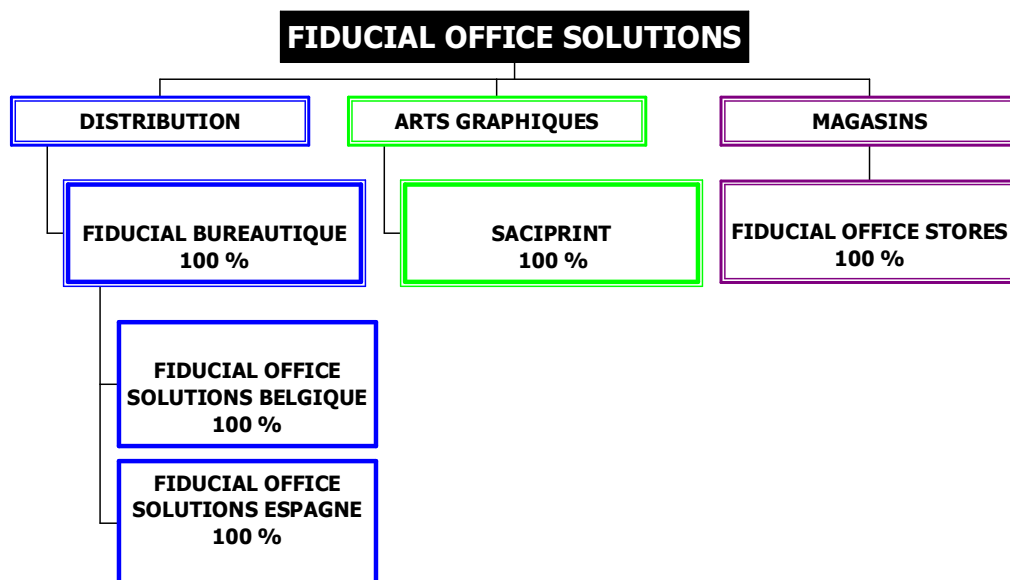 FIDUCIAL OFFICE SOLUTIONS
DISTRIBUTION
ARTS GRAPHIQUES
MAGASINS
FIDUCIAL BUREAUTIQUE
100 %
SACIPRINT
100 %
FIDUCIAL OFFICE STORES
100 %
FIDUCIAL OFFICE
SOLUTIONS BELGIQUE
100 %
FIDUCIAL OFFICE
SOLUTIONS ESPAGNE
100 %